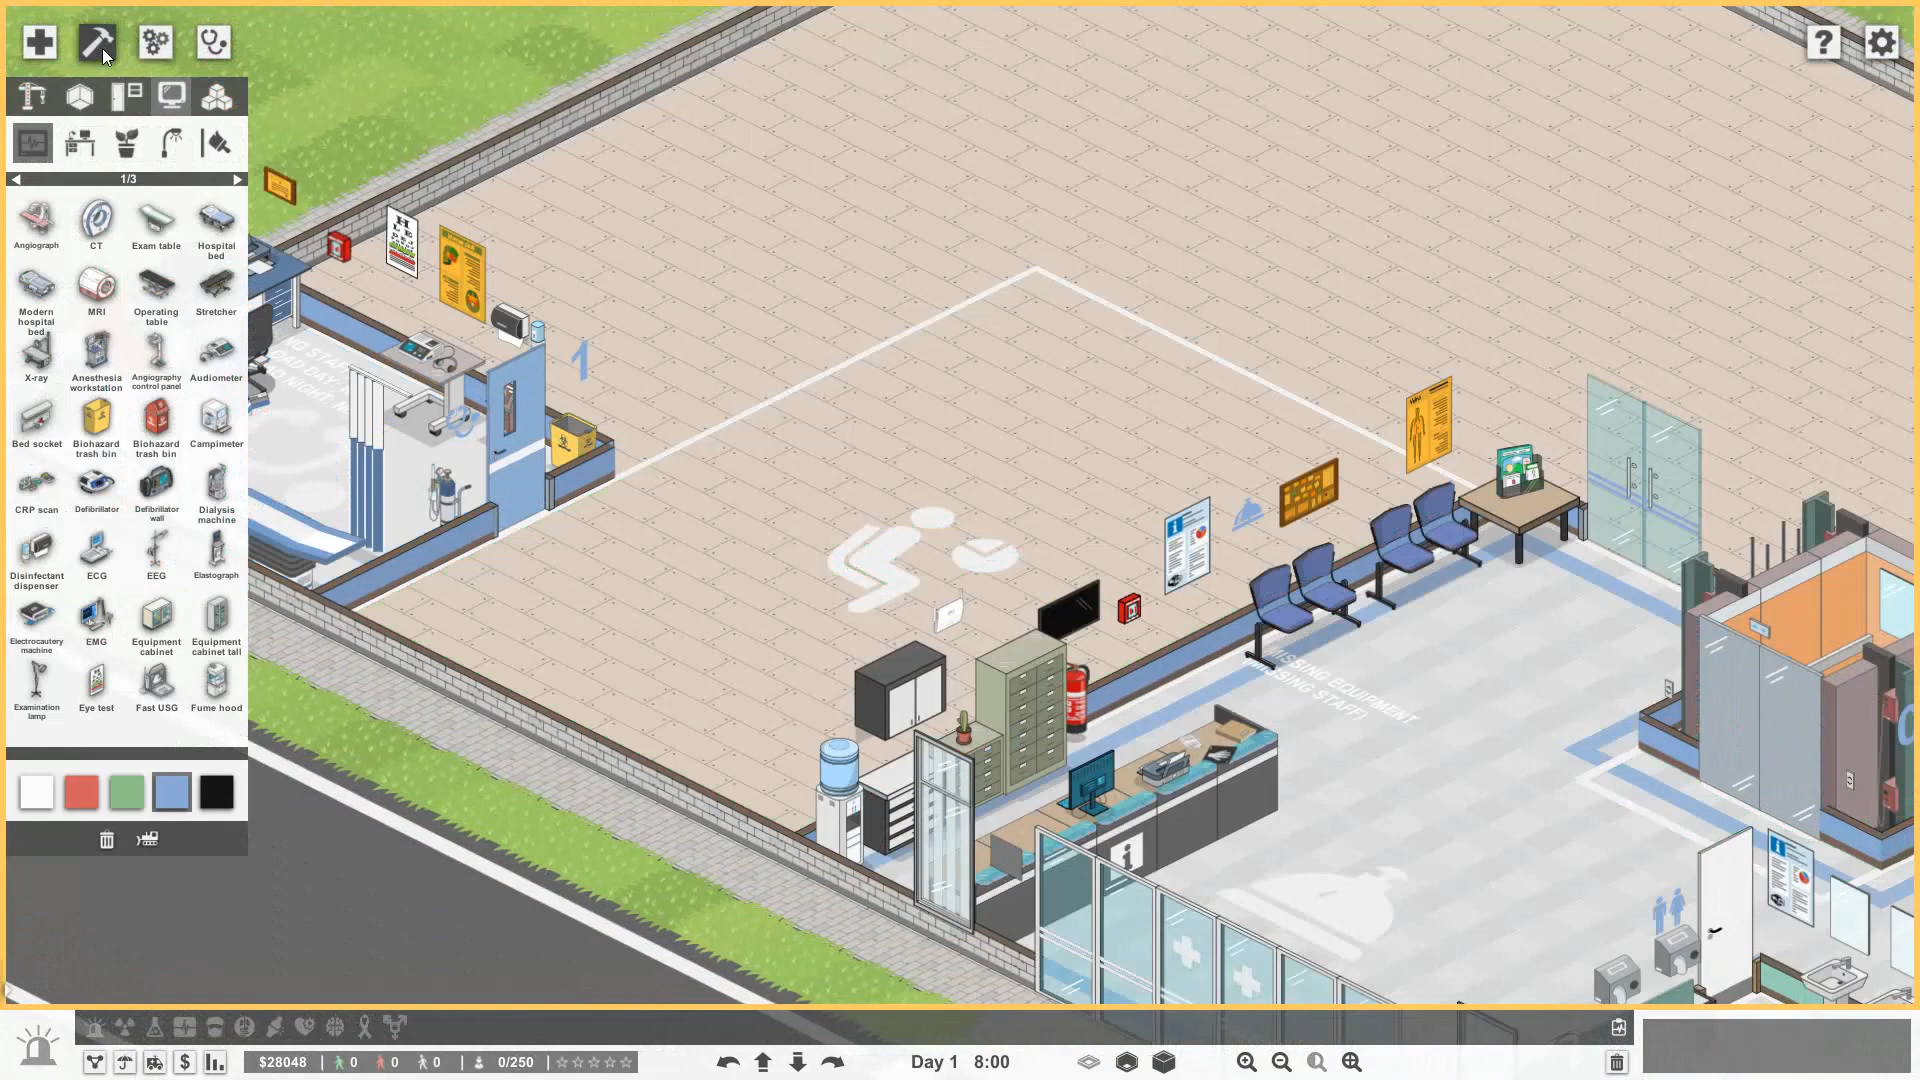 1/3
Angiograph
CT
Exam table
Hospital
bed
Modern
hospital
bed
MRI
Operating
table
Stretcher
X-ray
Anesthesia
workstation
Angiography
control panel
Audiometer
Bed socket
Biohazard
trash bin
Biohazard
trash bin
Campimeter
CRP scan
Defibrillator
Defibrillator
wall
Dialysis
machine
Disinfectant
dispenser
ECG
EEG
Elastograph
Electrocautery
machine
EMG
Equipment
cabinet
Equipment
cabinet tall
Examination
lamp
Eye test
Fast USG
Fume hood
1
MISSING EQUIPMENT
(MISSING STAFF)
$28048
0
0
0
0/250
Day 1 8:00